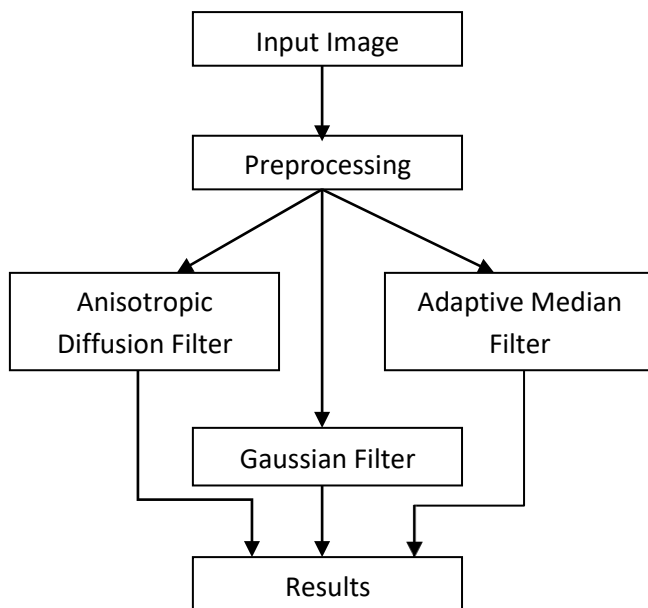 Input Image
Preprocessing
Anisotropic
Diffusion Filter
Adaptive Median
Filter
Gaussian Filter
Results